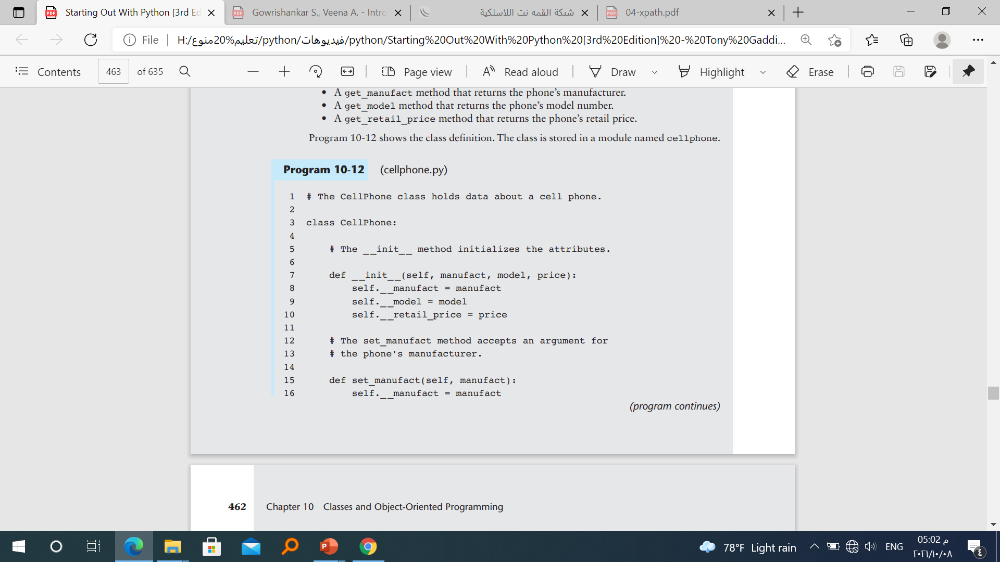 Starting Out With Python [3rd Ed
Gowrishankar S., Veena A. - Intro
شبكة القمه نت اللاسلكية
04-xpath.pdf
File
H:/تعليم%20منوع/python/فيديوهات/python/Starting%20Out%20With%20Python%20[3rd%20Edition]%20-%20Tony%20Gaddi...
Contents
463
of 635
Page view
Read aloud
Draw
Highlight
Erase
• A get_manufact method that returns the phone’s manufacturer.
• A get_model method that returns the phone’s model number.
• A get_retail_price method that returns the phone’s retail price.
Program 10-12 shows the class definition. The class is stored in a module named cellphone.
Program 10-12 (cellphone.py)
1 # The CellPhone class holds data about a cell phone.
2
3 class CellPhone:
4
5 # The __init__ method initializes the attributes.
6
7 def __init__(self, manufact, model, price):
8 self.__manufact = manufact
9 self.__model = model
10 self.__retail_price = price
11
12 # The set_manufact method accepts an argument for
13 # the phone's manufacturer.
14
15 def set_manufact(self, manufact):
16 self.__manufact = manufact
(program continues)
462 Chapter 10 Classes and Object-Oriented Programming
78°F Light rain
ENG
05:02 م
٢٠٢١/١٠/٠٨
٤